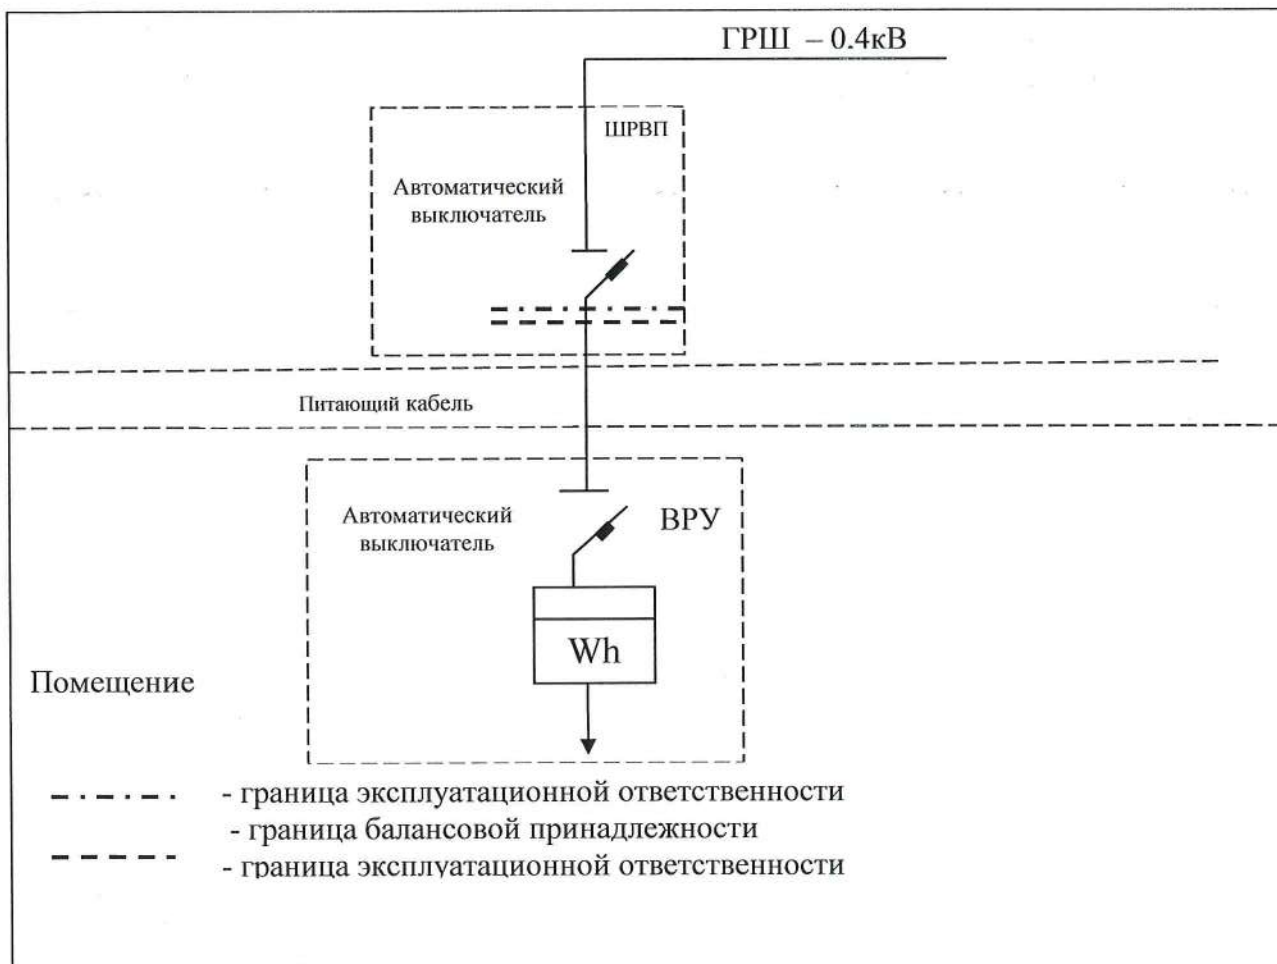 ГРШ – 0.4кВ
ШРВП
Автоматический
выключатель
Питающий кабель
Автоматический
выключатель
ВРУ
Wh
Помещение
- граница эксплуатационной ответственности
- граница балансовой принадлежности
- граница эксплуатационной ответственности